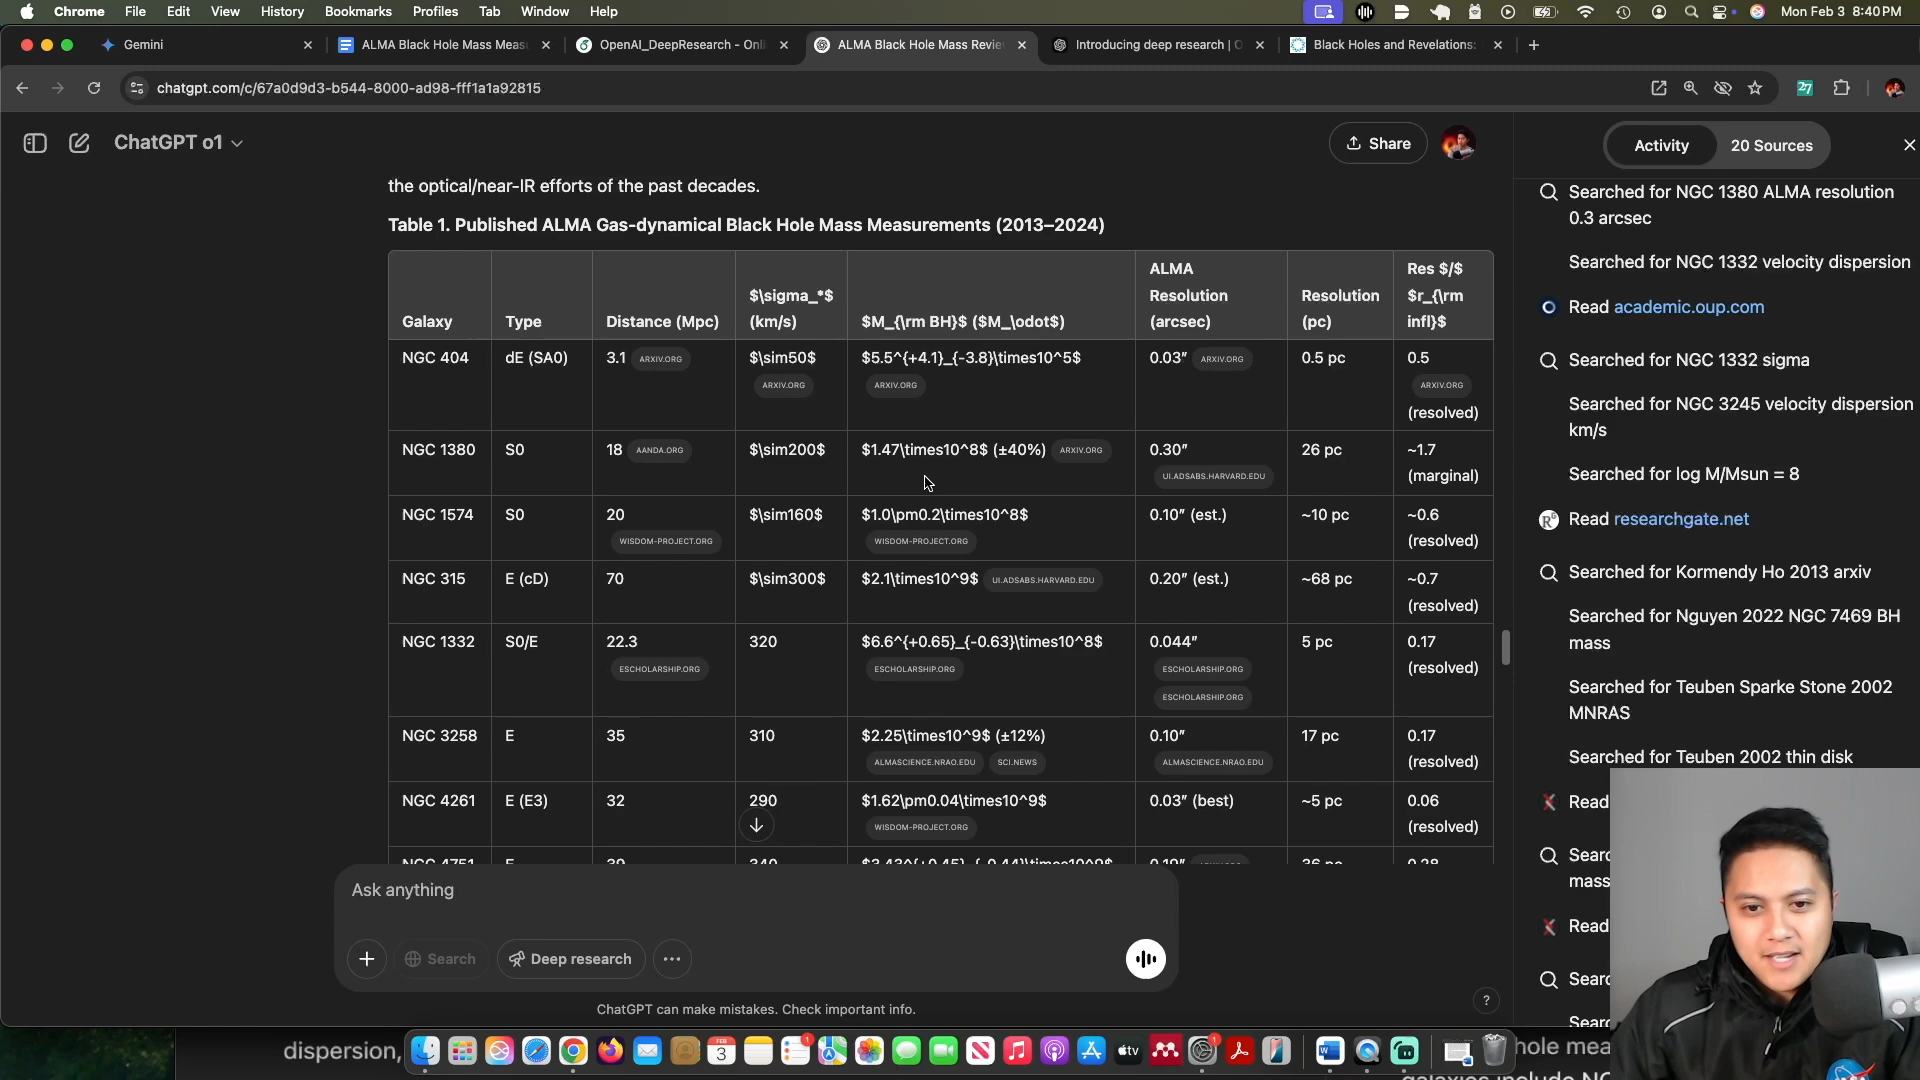 Chrome File Edit View History Bookmarks Profiles Tab Window Help
Mon Feb 3 8:40 PM
Gemini
ALMA Black Hole Mass Meas
OpenAI_DeepResearch - Onli
ALMA Black Hole Mass Revie
Introducing deep research | O
Black Holes and Revelations:
chatgpt.com/c/67a0d9d3-b544-8000-ad98-fff1a1a92815
27
ChatGPT o1
Share
Activity
20 Sources
the optical/near-IR efforts of the past decades.
Table 1. Published ALMA Gas-dynamical Black Hole Mass Measurements (2013–2024)
Galaxy
Type
Distance (Mpc)
$\sigma_*$
(km/s)
$M_{\rm BH}$ ($M_\odot$)
ALMA
Resolution
(arcsec)
Resolution
(pc)
Res $/$
$r_{\rm
infl}$
NGC 404
dE (SA0)
3.1 ARXIV.ORG
$\sim50$
ARXIV.ORG
$5.5^{+4.1}_{-3.8}\times10^5$
ARXIV.ORG
0.03″ ARXIV.ORG
0.5 pc
0.5
ARXIV.ORG
(resolved)
NGC 1380
S0
18 AANDA.ORG
$\sim200$
$1.47\times10^8$ (±40%) ARXIV.ORG
0.30″
UI.ADSABS.HARVARD.EDU
26 pc
~1.7
(marginal)
NGC 1574
S0
20
WISDOM-PROJECT.ORG
$\sim160$
$1.0\pm0.2\times10^8$
WISDOM-PROJECT.ORG
0.10″ (est.)
~10 pc
~0.6
(resolved)
NGC 315
E (cD)
70
$\sim300$
$2.1\times10^9$ UI.ADSABS.HARVARD.EDU
0.20″ (est.)
~68 pc
~0.7
(resolved)
NGC 1332
S0/E
22.3
ESCHOLARSHIP.ORG
320
$6.6^{+0.65}_{-0.63}\times10^8$
ESCHOLARSHIP.ORG
0.044″
ESCHOLARSHIP.ORG
ESCHOLARSHIP.ORG
5 pc
0.17
(resolved)
NGC 3258
E
35
310
$2.25\times10^9$ (±12%)
ALMASCIENCE.NRAO.EDU SCI.NEWS
0.10″
ALMASCIENCE.NRAO.EDU
17 pc
0.17
(resolved)
NGC 4261
E (E3)
32
290
$1.62\pm0.04\times10^9$
WISDOM-PROJECT.ORG
0.03″ (best)
~5 pc
0.06
(resolved)
Searched for NGC 1380 ALMA resolution
0.3 arcsec
Searched for NGC 1332 velocity dispersion
Read academic.oup.com
Searched for NGC 1332 sigma
Searched for NGC 3245 velocity dispersion
km/s
Searched for log M/Msun = 8
Read researchgate.net
Searched for Kormendy Ho 2013 arxiv
Searched for Nguyen 2022 NGC 7469 BH
mass
Searched for Teuben Sparke Stone 2002
MNRAS
Searched for Teuben 2002 thin disk
Read
mass
Read
Ask anything
Search
Deep research
ChatGPT can make mistakes. Check important info.
?
dispersion,
FEB
3
tv